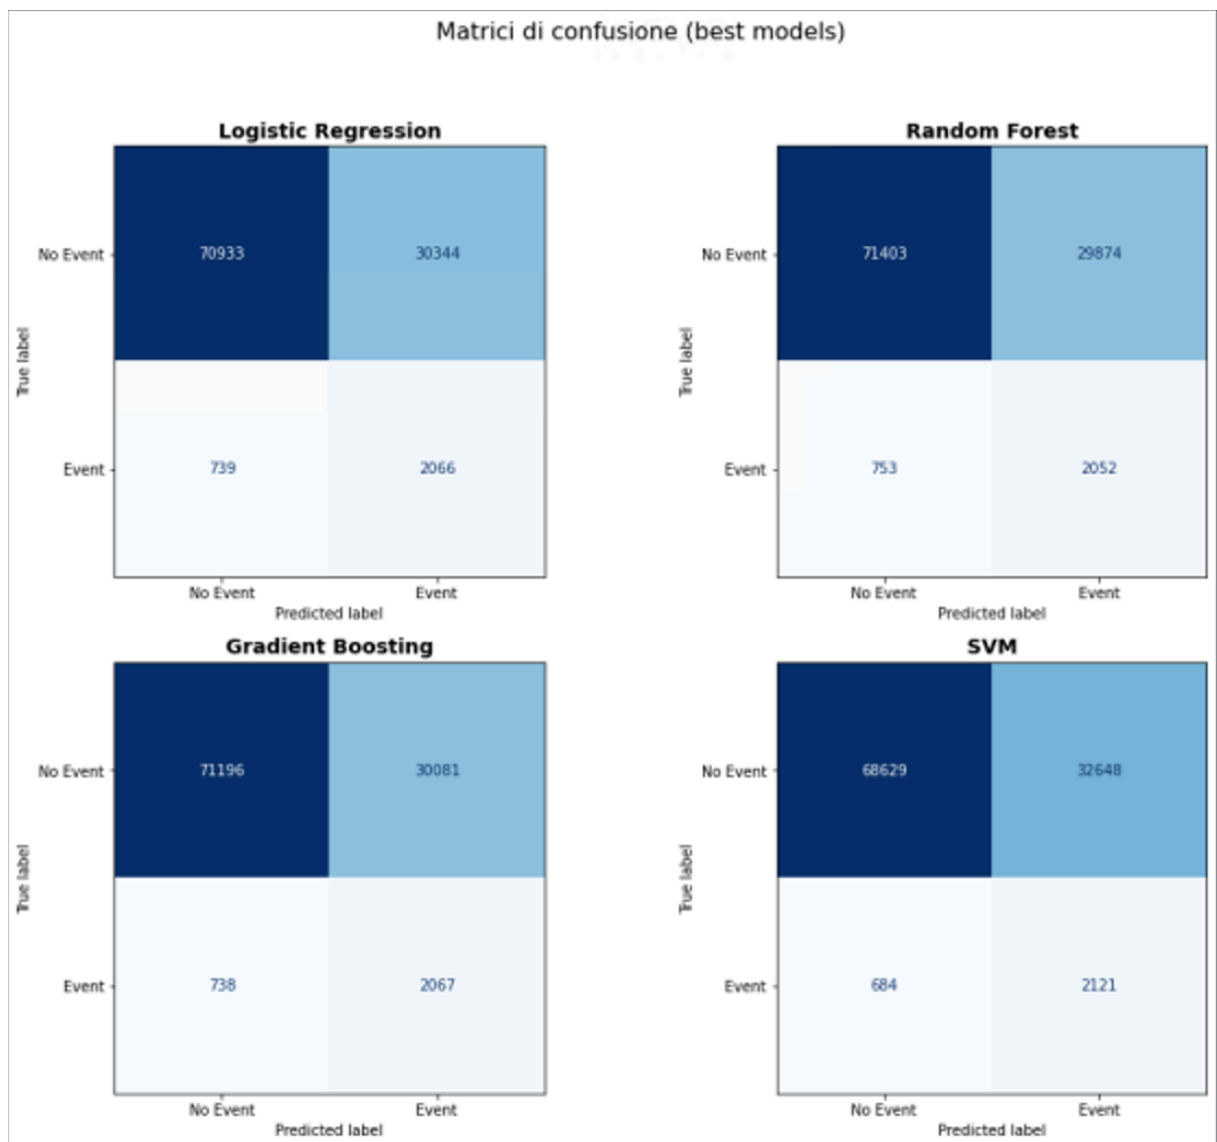 Matrici di confusione (best models)
Logistic Regression
True label
No Event
70933
30344
Event
739
2066
No Event
Event
Predicted label
Random Forest
True label
No Event
71403
29874
Event
753
2052
No Event
Event
Predicted label
Gradient Boosting
True label
No Event
71196
30081
Event
738
2067
No Event
Event
Predicted label
SVM
True label
No Event
68629
32648
Event
684
2121
No Event
Event
Predicted label